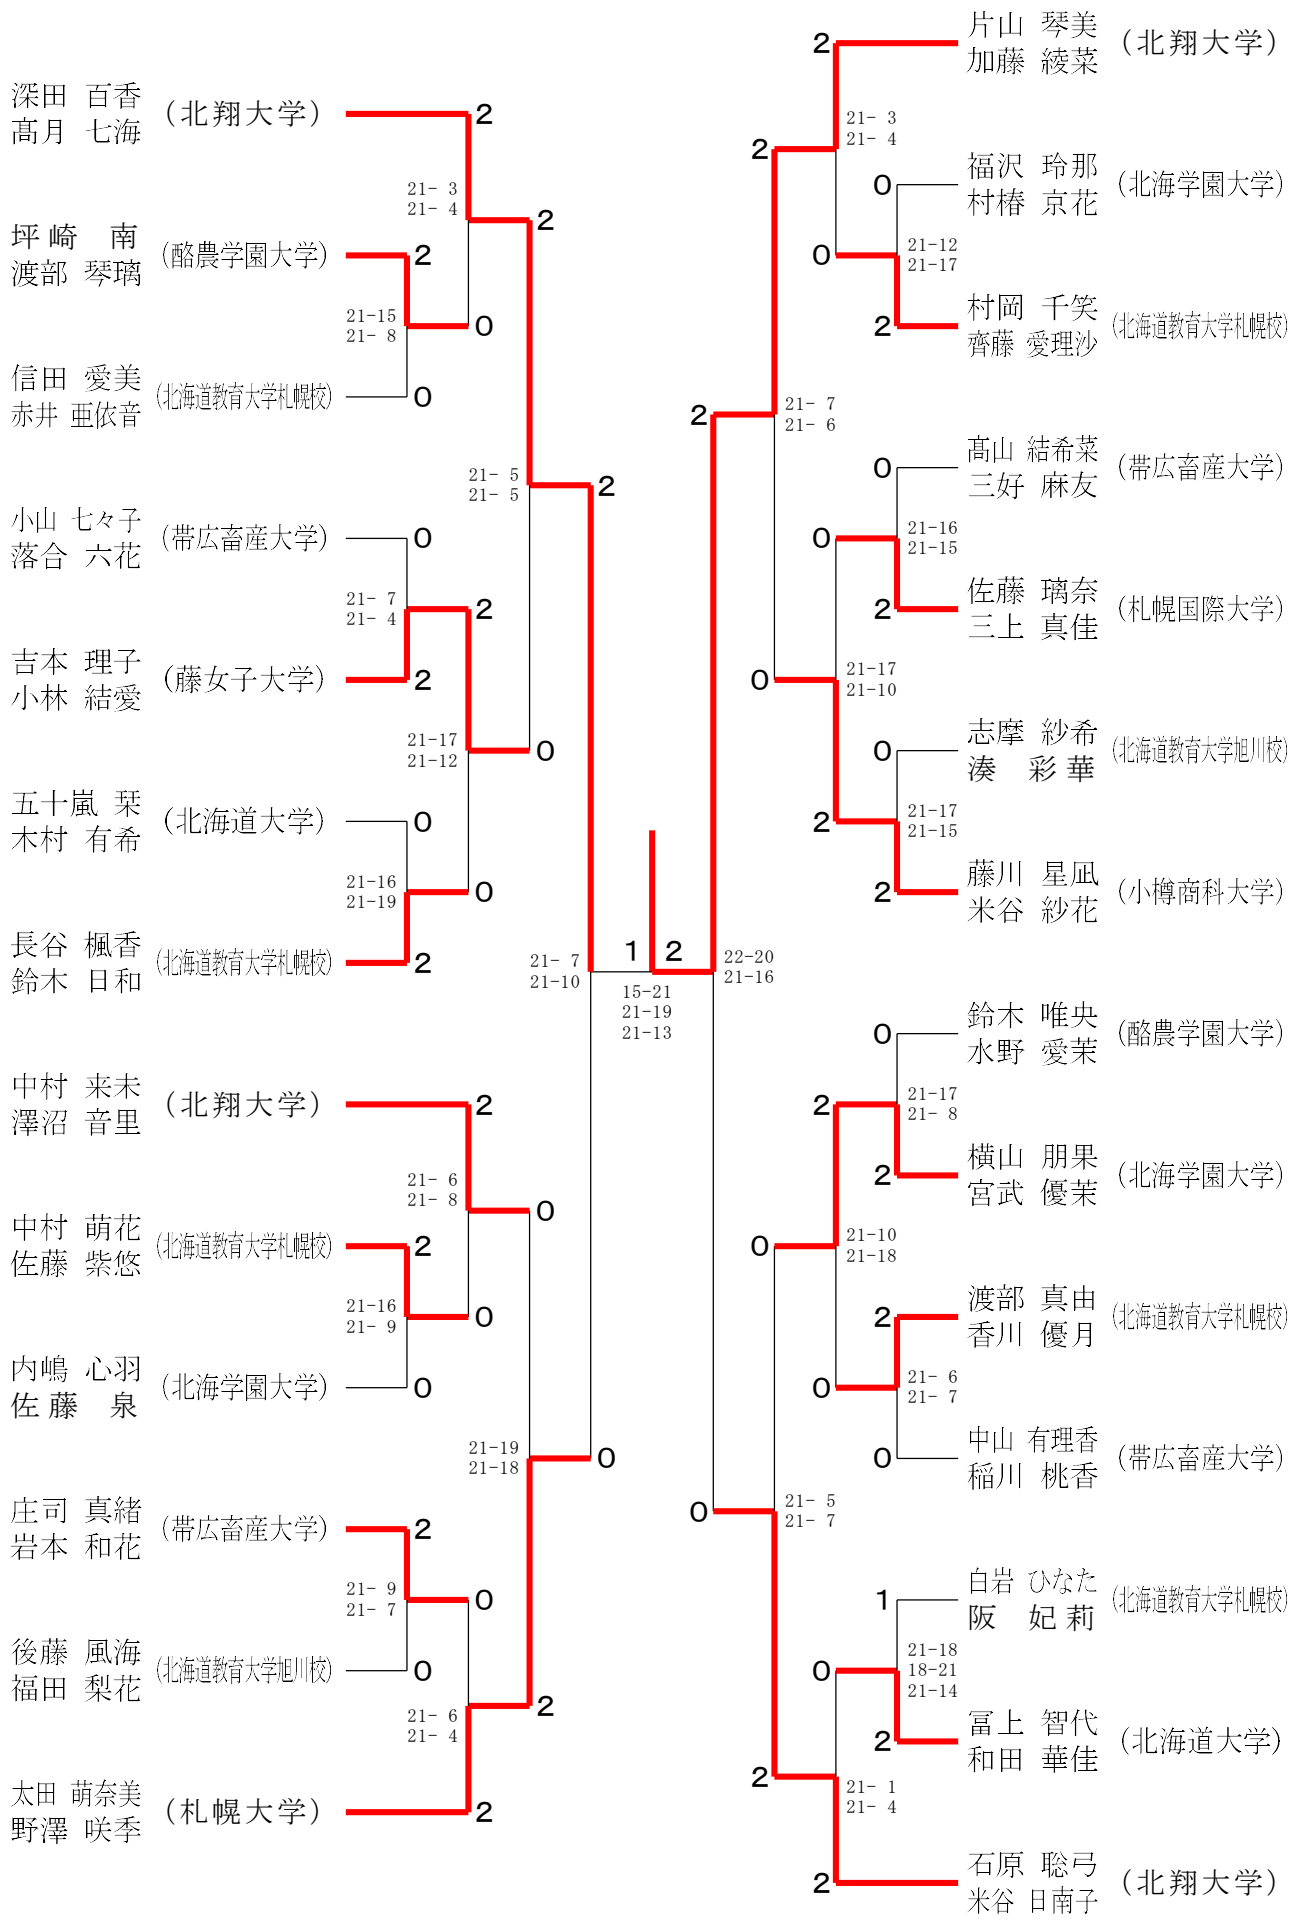 深田 百香
髙月 七海
(北翔大学)
2
21- 3
21- 4
2
坪崎 南
渡部 琴璃
(酪農学園大学)
2
21-15
21- 8
0
信田 愛美
赤井 亜依音
(北海道教育大学札幌校)
0
21- 5
21- 5
2
小山 七々子
落合 六花
(帯広畜産大学)
0
21- 7
21- 4
2
吉本 理子
小林 結愛
(藤女子大学)
2
21-17
21-12
0
五十嵐 栞
木村 有希
(北海道大学)
0
21-16
21-19
0
長谷 楓香
鈴木 日和
(北海道教育大学札幌校)
2
21- 7
21-10
1
2
15-21
21-19
21-13
中村 来未
澤沼 音里
(北翔大学)
2
21- 6
21- 8
0
中村 萌花
佐藤 紫悠
(北海道教育大学札幌校)
2
21-16
21- 9
0
内嶋 心羽
佐藤 泉
(北海学園大学)
0
21-19
21-18
0
庄司 真緒
岩本 和花
(帯広畜産大学)
2
21- 9
21- 7
0
後藤 風海
福田 梨花
(北海道教育大学旭川校)
0
21- 6
21- 4
2
太田 萌奈美
野澤 咲季
(札幌大学)
2
2
片山 琴美
加藤 綾菜
(北翔大学)
2
21- 3
21- 4
0
福沢 玲那
村椿 京花
(北海学園大学)
0
21-12
21-17
2
村岡 千笑
齊藤 愛理沙
(北海道教育大学札幌校)
2
21- 7
21- 6
0
髙山 結希菜
三好 麻友
(帯広畜産大学)
0
21-16
21-15
2
佐藤 璃奈
三上 真佳
(札幌国際大学)
0
21-17
21-10
0
志摩 紗希
湊 彩華
(北海道教育大学旭川校)
2
21-17
21-15
2
藤川 星凪
米谷 紗花
(小樽商科大学)
22-20
21-16
0
鈴木 唯央
水野 愛茉
(酪農学園大学)
2
21-17
21- 8
2
横山 朋果
宮武 優茉
(北海学園大学)
0
21-10
21-18
2
渡部 真由
香川 優月
(北海道教育大学札幌校)
0
21- 6
21- 7
0
中山 有理香
稲川 桃香
(帯広畜産大学)
0
21- 5
21- 7
1
白岩 ひなた
阪 妃莉
(北海道教育大学札幌校)
0
21-18
18-21
21-14
2
冨上 智代
和田 華佳
(北海道大学)
2
21- 1
21- 4
2
石原 聡弓
米谷 日南子
(北翔大学)